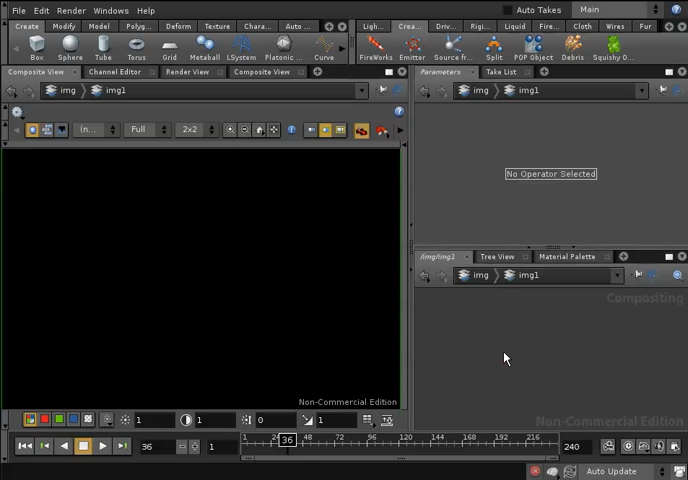 File Edit Windows Help Auto Takes Main
Create Modify Model Polyg... Deform Texture Chara... Auto ... Ligh... Crea... Driv... Rigi... Liquid Fire... Cloth Wires Fur
Box Sphere Torus Grid Metaball LSystem Platonic ... Curve FireWorks Emitter Source fr... Split POP Object Debris Squishy O...
Composite View Channel Editor Render View Composite View Parameters Take List
img img1 img img1
(n... Full 2x2
No Operator Selected
/img/img1 Tree View Material Palette
img img1
Compositing
Non-Commercial Edition
Non-Commercial Edition
1 1 0 1
36 1 1 24 36 48 72 96 120 144 168 192 216 240
Auto Update